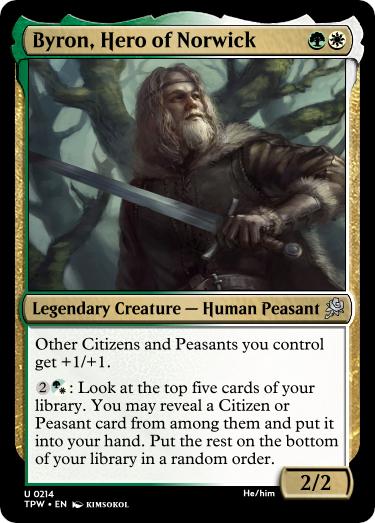 Byron, Hero of Norwick
Legendary Creature — Human Peasant
Other Citizens and Peasants you control
get +1/+1.
2 : Look at the top five cards of your
library. You may reveal a Citizen or
Peasant card from among them and put it
into your hand. Put the rest on the bottom
of your library in a random order.
2/2
U 0214
He/him
TPW • EN KIMSOKOL